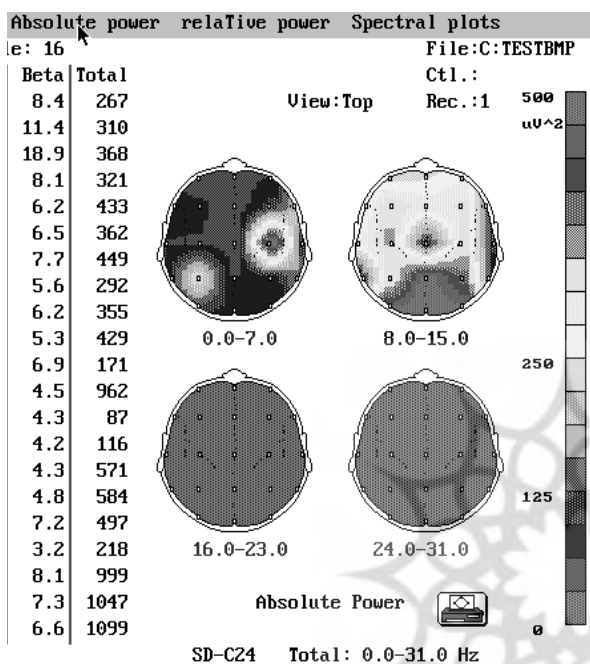 Absolute power relaTive power Spectral plots
le: 16 File:C:TESTBMP
Beta Total Ctl.:
8.4 267 View:Top Rec.:1 500
11.4 310 uV^2
18.9 368
8.1 321
6.2 433
6.5 362
7.7 449
5.6 292
6.2 355
5.3 429 0.0-7.0 8.0-15.0
6.9 171 250
4.5 962
4.3 87
4.2 116
4.3 571
4.8 584 125
7.2 497
3.2 218 16.0-23.0 24.0-31.0
8.1 999
7.3 1047 Absolute Power
6.6 1099 0
SD-C24 Total: 0.0-31.0 Hz